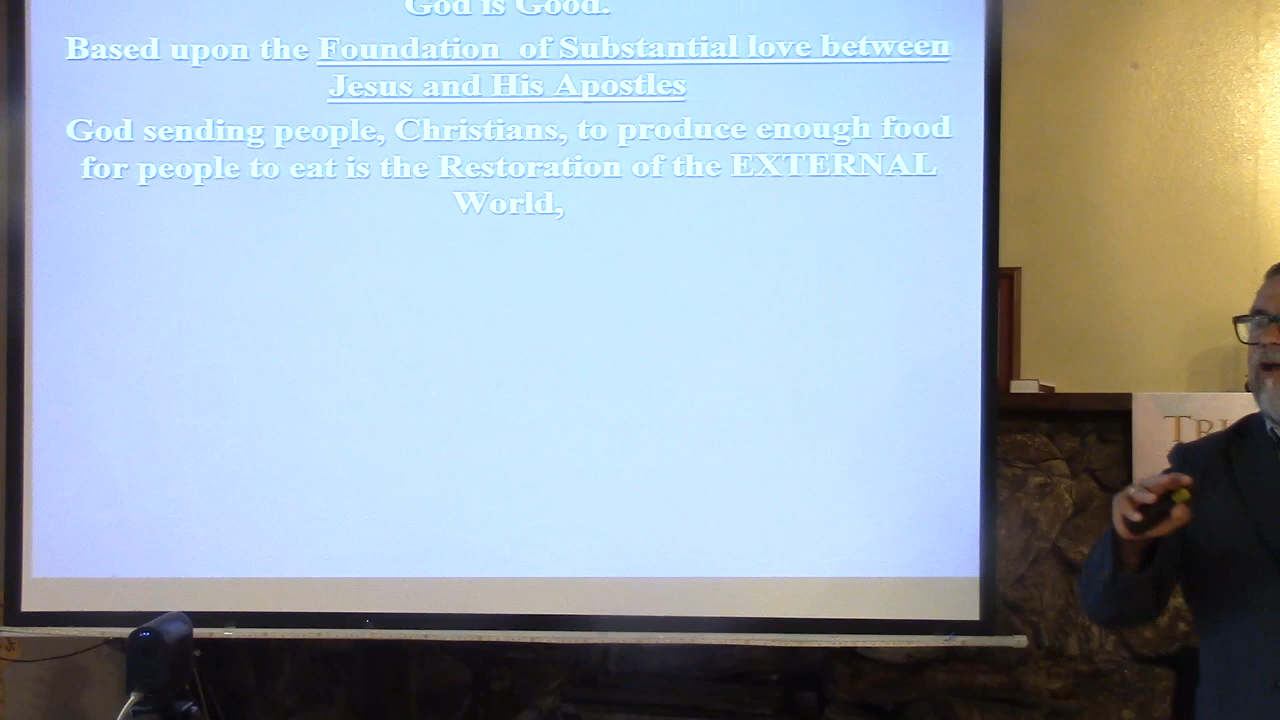 God is Good.
Based upon the Foundation of Substantial love between
Jesus and His Apostles
God sending people, Christians, to produce enough food
for people to eat is the Restoration of the EXTERNAL
World,